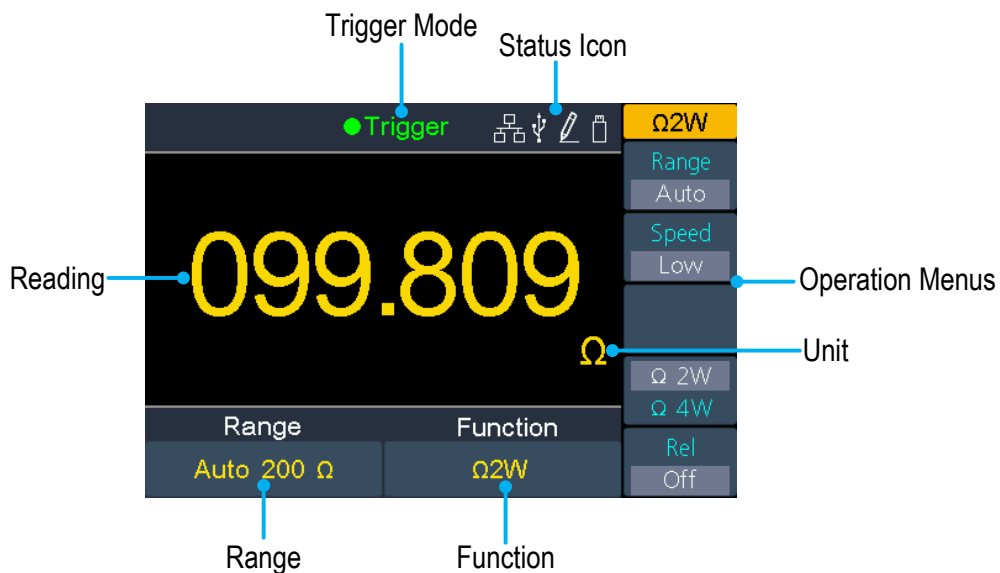 Trigger Mode
Status Icon
Trigger
Ω2W
Range
Auto
Speed
Low
Reading
099.809
Operation Menus
Ω
Unit
Ω 2W
Ω 4W
Range
Function
Rel
Auto 200 Ω
Ω2W
Off
Range
Function